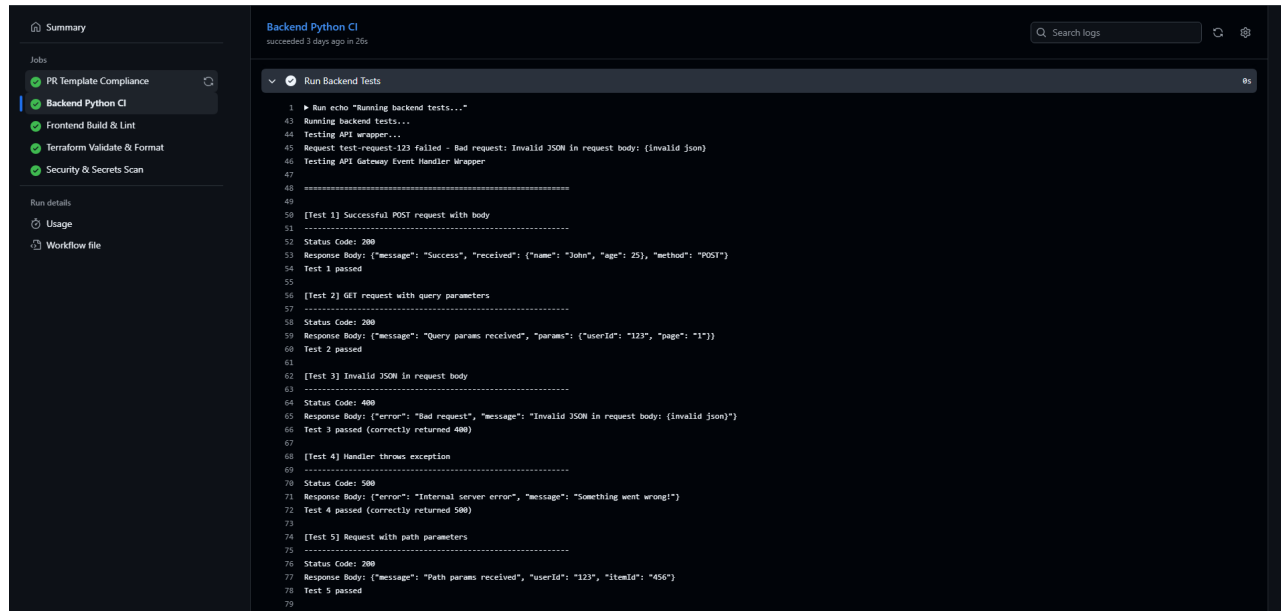 Summary
Jobs
PR Template Compliance
Backend Python CI
Frontend Build & Lint
Terraform Validate & Format
Security & Secrets Scan
Run details
Usage
Workflow file
Backend Python CI
succeeded 3 days ago in 26s
Search logs
Run Backend Tests
0s
1 ▶ Run echo "Running backend tests..."
43 Running backend tests...
44 Testing API wrapper...
45 Request test-request-123 failed - Bad request: Invalid JSON in request body: {invalid json}
46 Testing API Gateway Event Handler Wrapper
47
48 ============================================================
49
50 [Test 1] Successful POST request with body
51 ------------------------------------------------------------
52 Status Code: 200
53 Response Body: {"message": "Success", "received": {"name": "John", "age": 25}, "method": "POST"}
54 Test 1 passed
55
56 [Test 2] GET request with query parameters
57 ------------------------------------------------------------
58 Status Code: 200
59 Response Body: {"message": "Query params received", "params": {"userId": "123", "page": "1"}}
60 Test 2 passed
61
62 [Test 3] Invalid JSON in request body
63 ------------------------------------------------------------
64 Status Code: 400
65 Response Body: {"error": "Bad request", "message": "Invalid JSON in request body: {invalid json}"}
66 Test 3 passed (correctly returned 400)
67
68 [Test 4] Handler throws exception
69 ------------------------------------------------------------
70 Status Code: 500
71 Response Body: {"error": "Internal server error", "message": "Something went wrong!"}
72 Test 4 passed (correctly returned 500)
73
74 [Test 5] Request with path parameters
75 ------------------------------------------------------------
76 Status Code: 200
77 Response Body: {"message": "Path params received", "userId": "123", "itemId": "456"}
78 Test 5 passed
79